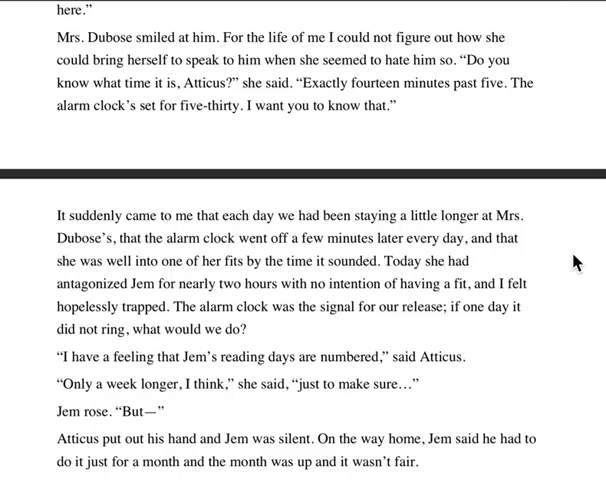 here.”
Mrs. Dubose smiled at him. For the life of me I could not figure out how she
could bring herself to speak to him when she seemed to hate him so. “Do you
know what time it is, Atticus?” she said. “Exactly fourteen minutes past five. The
alarm clock’s set for five-thirty. I want you to know that.”
It suddenly came to me that each day we had been staying a little longer at Mrs.
Dubose’s, that the alarm clock went off a few minutes later every day, and that
she was well into one of her fits by the time it sounded. Today she had
antagonized Jem for nearly two hours with no intention of having a fit, and I felt
hopelessly trapped. The alarm clock was the signal for our release; if one day it
did not ring, what would we do?
“I have a feeling that Jem’s reading days are numbered,” said Atticus.
“Only a week longer, I think,” she said, “just to make sure…”
Jem rose. “But—”
Atticus put out his hand and Jem was silent. On the way home, Jem said he had to
do it just for a month and the month was up and it wasn’t fair.